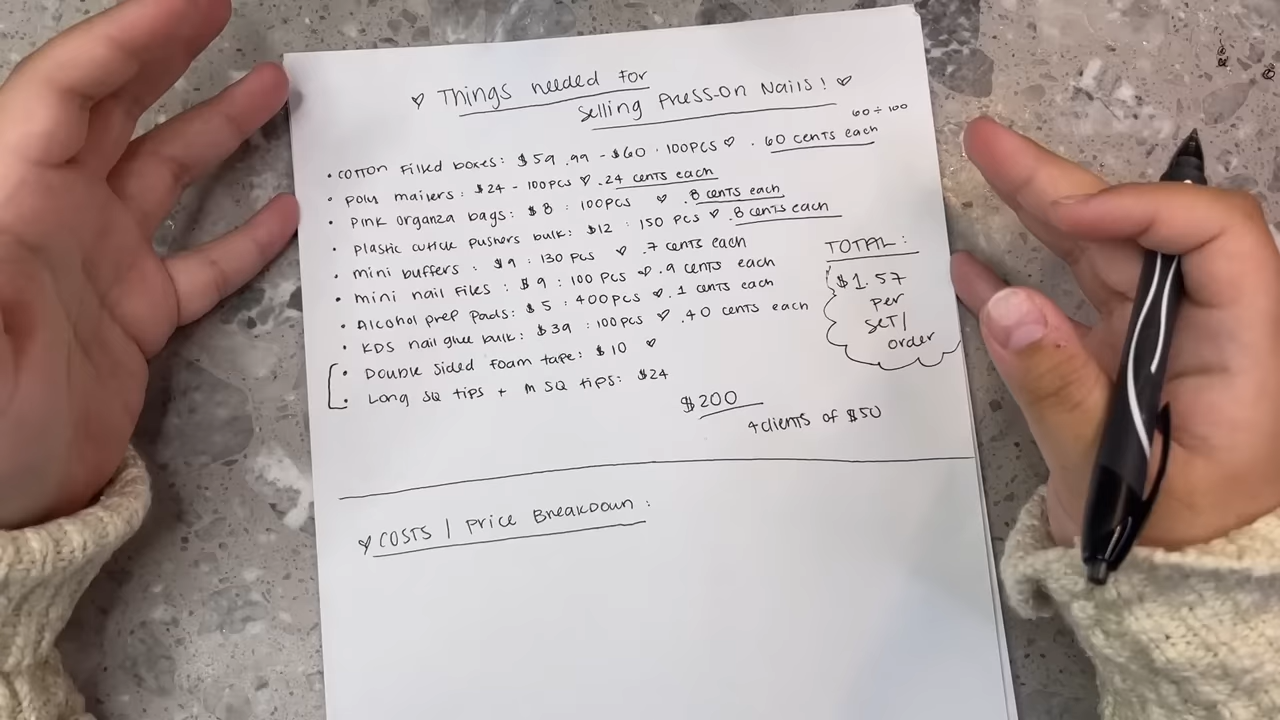 ♡ Things needed For
Selling Press-on Nails! ♡
60 ÷ 100
• cotton Filled boxes: $59.99 - $60 · 100PCS ♡ . 60 cents each
• poly mailers: $24 - 100PCS ♡ .24 cents each
• Pink organza bags: $8 : 100PCS ♡ .8 cents each
• Plastic cuticle pushers bulk: $12 : 150 PCS ♡ .8 cents each
• mini buffers : $9 : 130 PCS ♡ .7 cents each
• mini nail Files : $9 : 100 PCS ♡ .9 cents each
• Alcohol prep pads: $5 : 400PCS ♡ .1 cents each
• KDS nail glue bulk: $39 : 100PCS ♡ .40 cents each
• Double sided Foam tape: $10 ♡
• Long SQ tips + m SQ tips: $24
TOTAL :
$1.57
per
set/
order
$200
4 clients of $50
♡ COSTS / Price Breakdown :